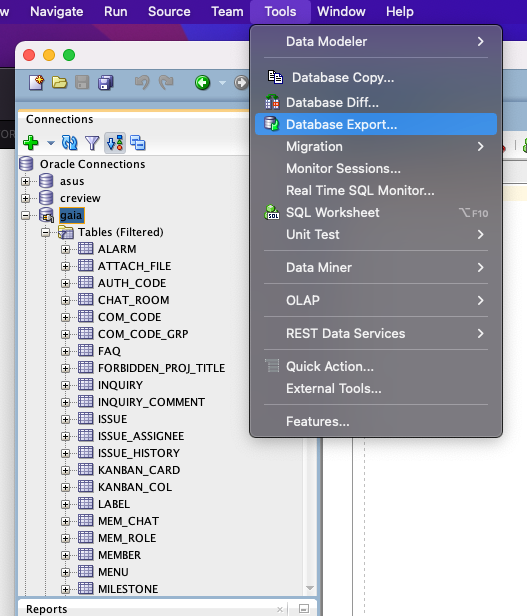 w Navigate Run Source Team Tools Window Help
Data Modeler
Database Copy...
Database Diff...
Database Export...
Migration
Monitor Sessions...
Real Time SQL Monitor...
SQL Worksheet ⌥F10
Unit Test
Data Miner
OLAP
REST Data Services
Quick Action...
External Tools...
Features...
OR
Connections
Oracle Connections
asus
creview
gaia
Tables (Filtered)
ALARM
ATTACH_FILE
AUTH_CODE
CHAT_ROOM
COM_CODE
COM_CODE_GRP
FAQ
FORBIDDEN_PROJ_TITLE
INQUIRY
INQUIRY_COMMENT
ISSUE
ISSUE_ASSIGNEE
ISSUE_HISTORY
KANBAN_CARD
KANBAN_COL
LABEL
MEM_CHAT
MEM_ROLE
MEMBER
MENU
MILESTONE
Reports